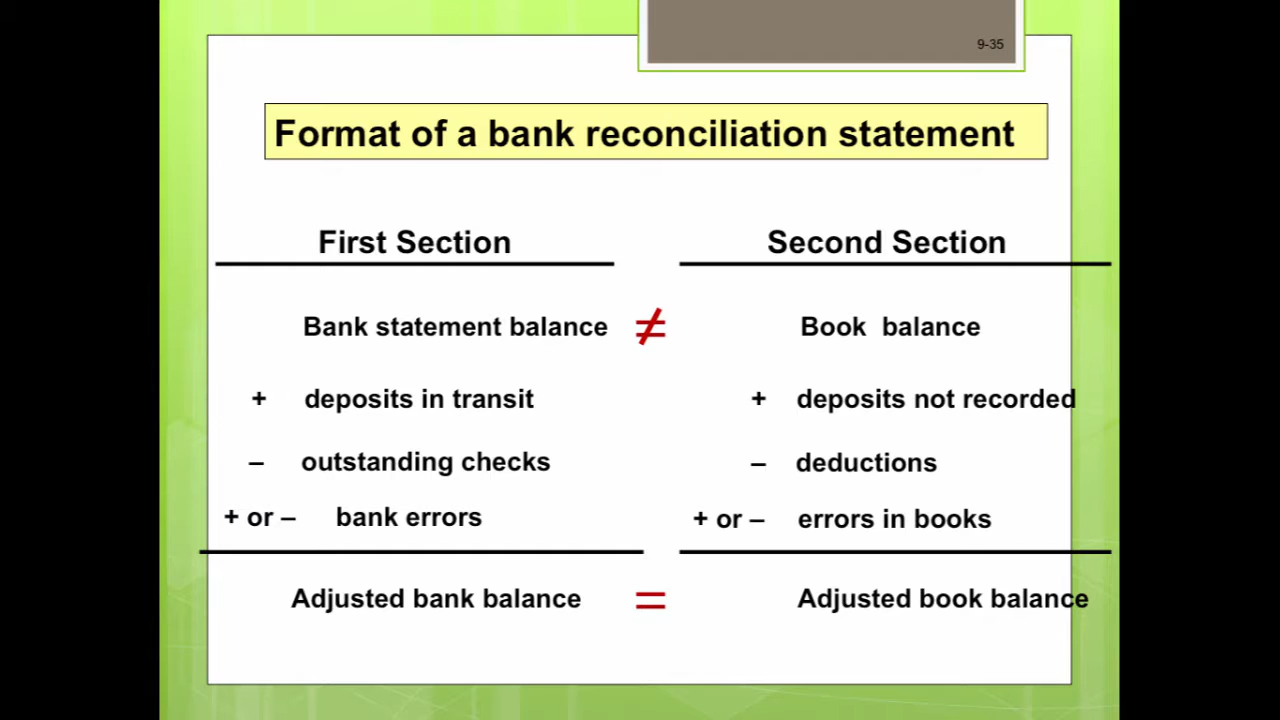 9-35
Format of a bank reconciliation statement
First Section
Second Section
Bank statement balance ≠ Book balance
+ deposits in transit
+ deposits not recorded
– outstanding checks
– deductions
+ or – bank errors
+ or – errors in books
Adjusted bank balance = Adjusted book balance